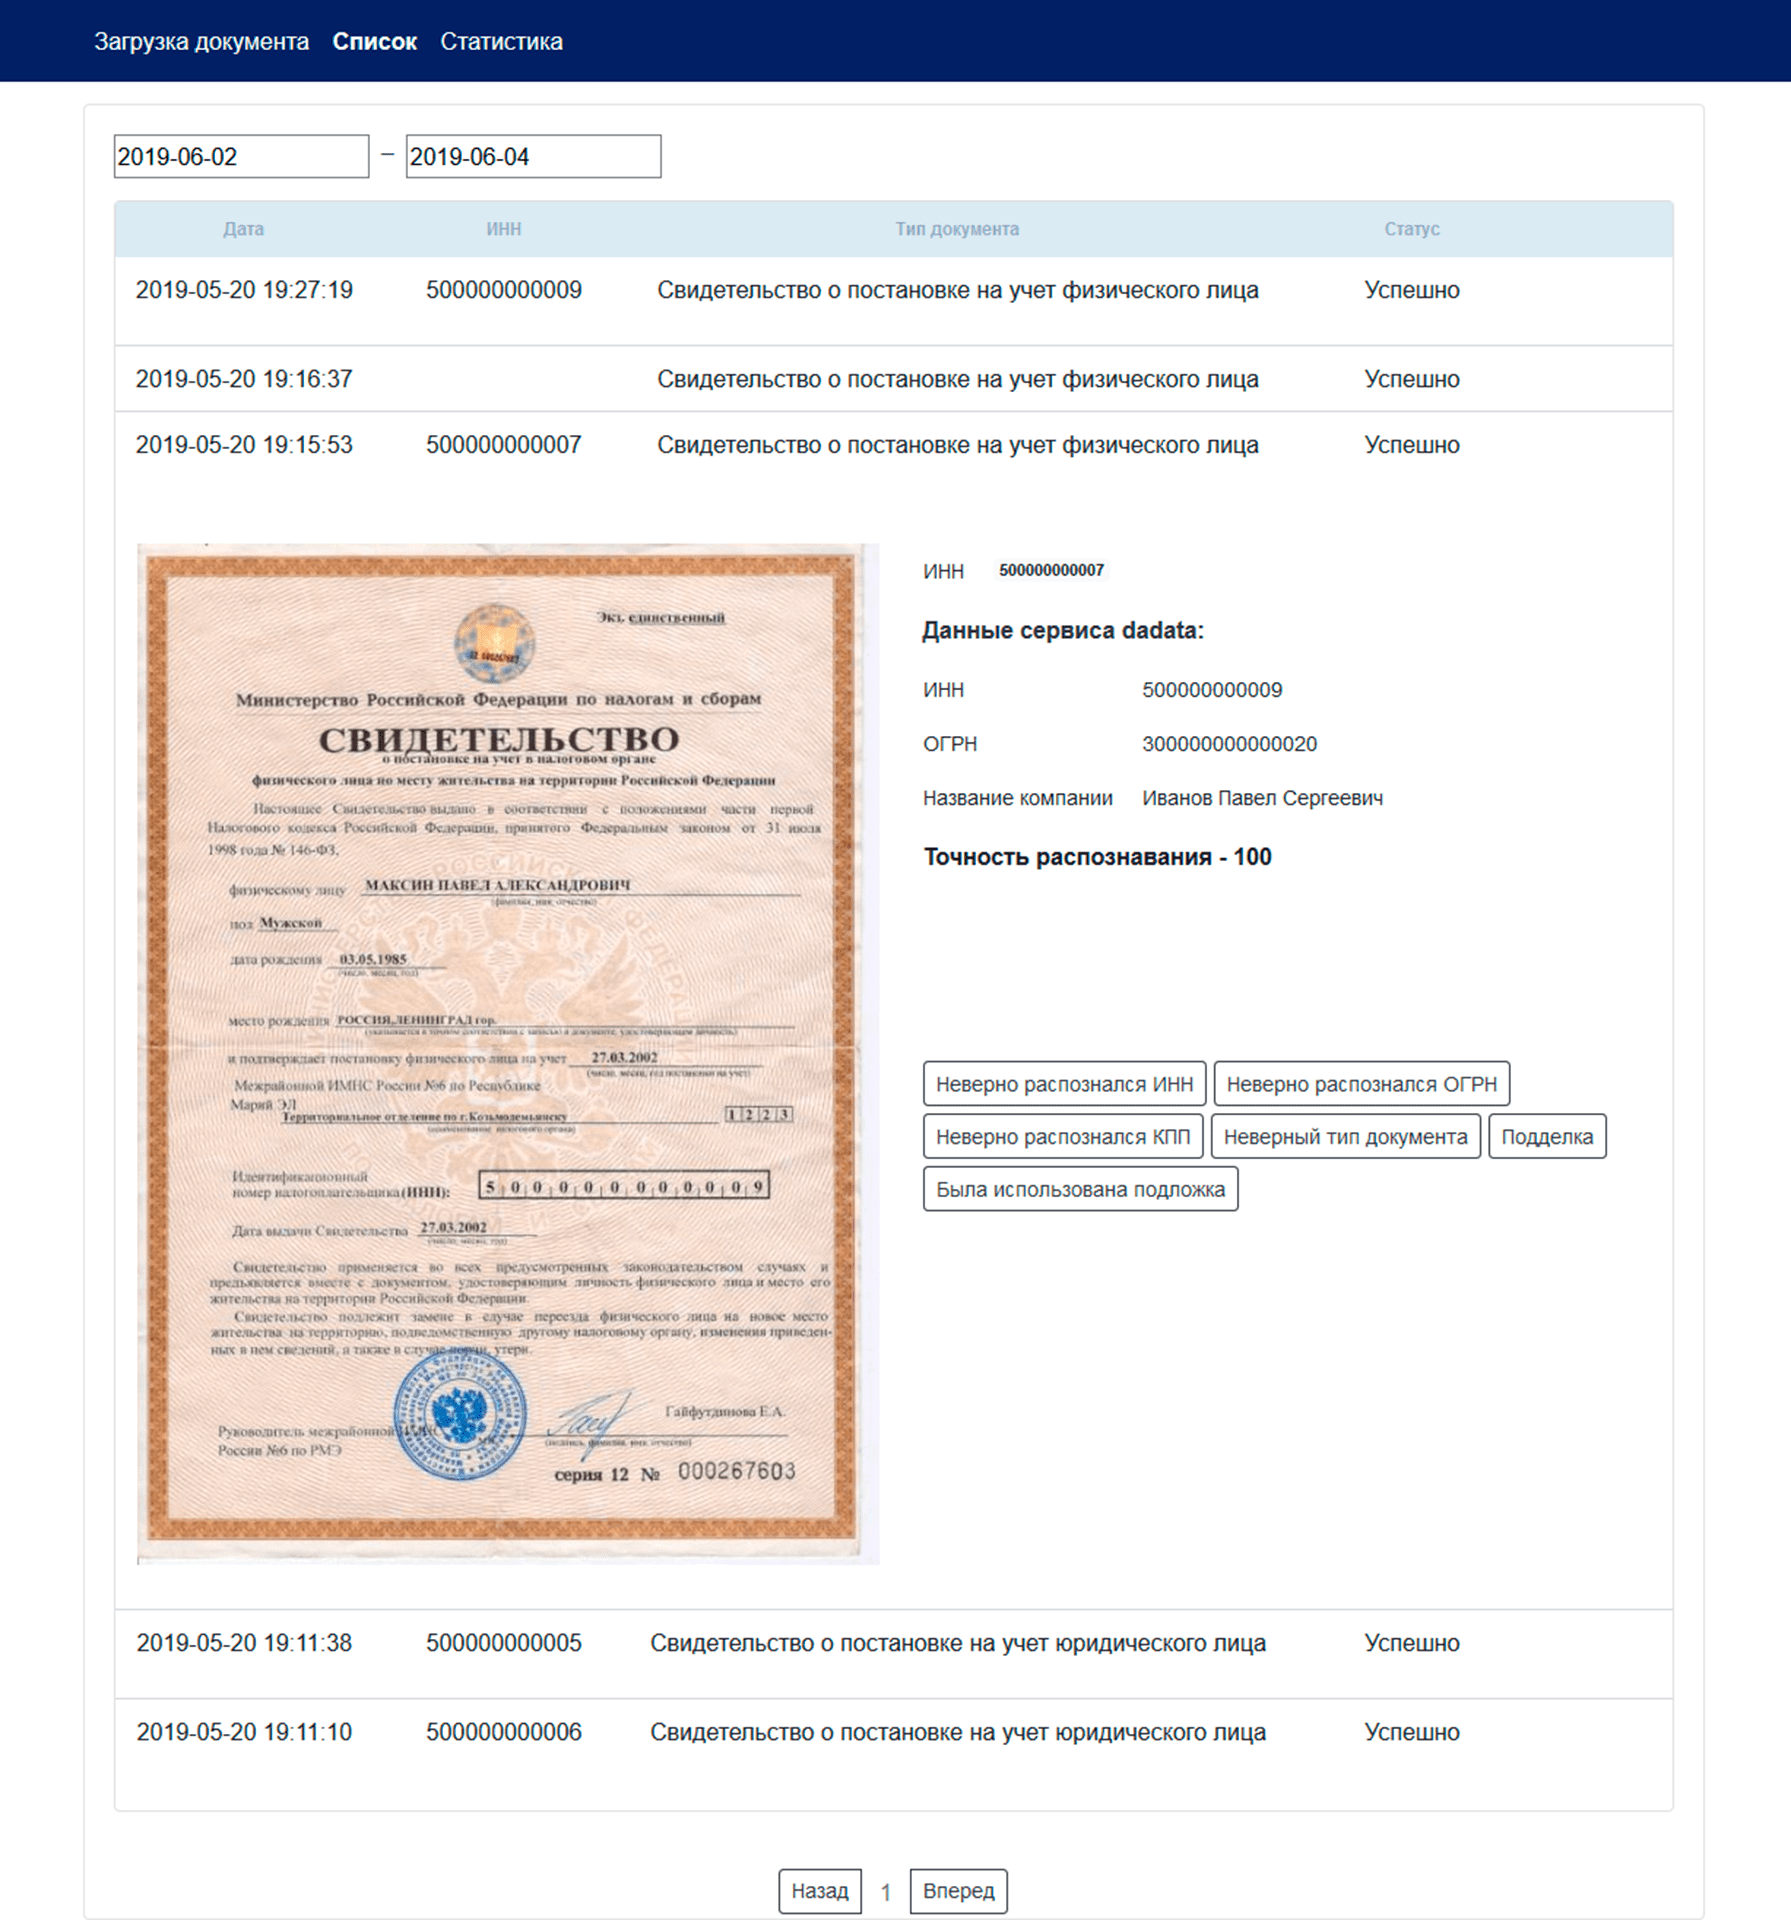 Загрузка документа Список Статистика
2019-06-02 – 2019-06-04
Дата ИНН Тип документа Статус
2019-05-20 19:27:19 500000000009 Свидетельство о постановке на учет физического лица Успешно
2019-05-20 19:16:37 Свидетельство о постановке на учет физического лица Успешно
2019-05-20 19:15:53 500000000007 Свидетельство о постановке на учет физического лица Успешно
Экз. единственный
Министерство Российской Федерации по налогам и сборам
СВИДЕТЕЛЬСТВО
о постановке на учет в налоговом органе
физического лица по месту жительства на территории Российской Федерации
Настоящее Свидетельство выдано в соответствии с положениями части первой
Налогового кодекса Российской Федерации, принятого Федеральным законом от 31 июля
1998 года № 146-ФЗ,
физическому лицу МАКСИН ПАВЕЛ АЛЕКСАНДРОВИЧ
(фамилия, имя, отчество)
пол Мужской
дата рождения 03.05.1985
(число, месяц, год)
место рождения РОССИЯ,ЛЕНИНГРАД гор.
(указывается в точном соответствии с записью в документе, удостоверяющем личность)
и подтверждает постановку физического лица на учет 27.03.2002
(число, месяц, год постановки на учет)
Межрайонной ИМНС России №6 по Республике
Марий ЭЛ
Территориальное отделение по г.Козьмодемьянску 1 2 2 3
(наименование налогового органа)
Идентификационный
номер налогоплательщика (ИНН): 5 0 0 0 0 0 0 0 0 0 9
Дата выдачи Свидетельства 27.03.2002
(число, месяц, год)
Свидетельство применяется во всех предусмотренных законодательством случаях и
предъявляется вместе с документом, удостоверяющим личность физического лица и место его
жительства на территории Российской Федерации.
Свидетельство подлежит замене в случае переезда физического лица на новое место
жительства на территорию, подведомственную другому налоговому органу, изменения приведен-
ных в нем сведений, а также в случае порчи, утери.
Гайфутдинова Е.А.
Руководитель межрайонной ИМНС
России №6 по РМЭ
(подпись, фамилия, имя, отчество)
серия 12 № 000267603
ИНН 500000000007
Данные сервиса dadata:
ИНН 500000000009
ОГРН 300000000000020
Название компании Иванов Павел Сергеевич
Точность распознавания - 100
Неверно распознался ИНН Неверно распознался ОГРН
Неверно распознался КПП Неверный тип документа Подделка
Была использована подложка
2019-05-20 19:11:38 500000000005 Свидетельство о постановке на учет юридического лица Успешно
2019-05-20 19:11:10 500000000006 Свидетельство о постановке на учет юридического лица Успешно
Назад 1 Вперед